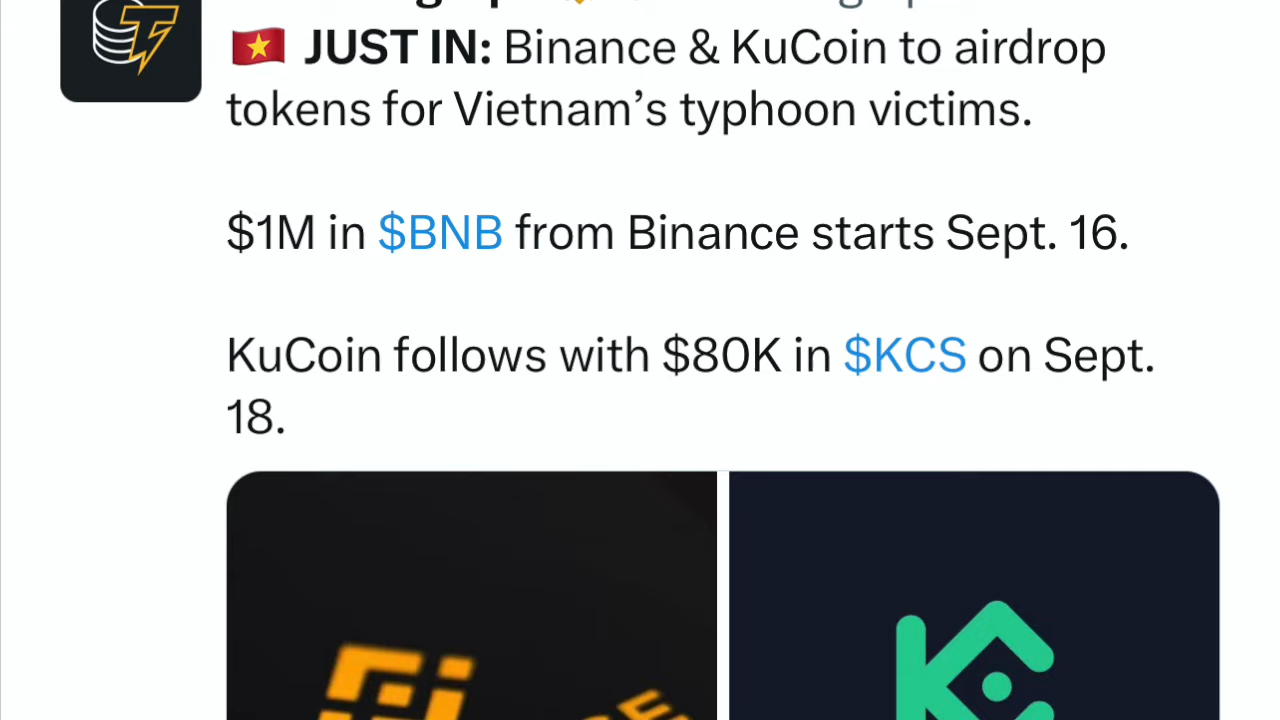 🇻🇳 JUST IN: Binance & KuCoin to airdrop
tokens for Vietnam’s typhoon victims.
$1M in $BNB from Binance starts Sept. 16.
KuCoin follows with $80K in $KCS on Sept.
18.